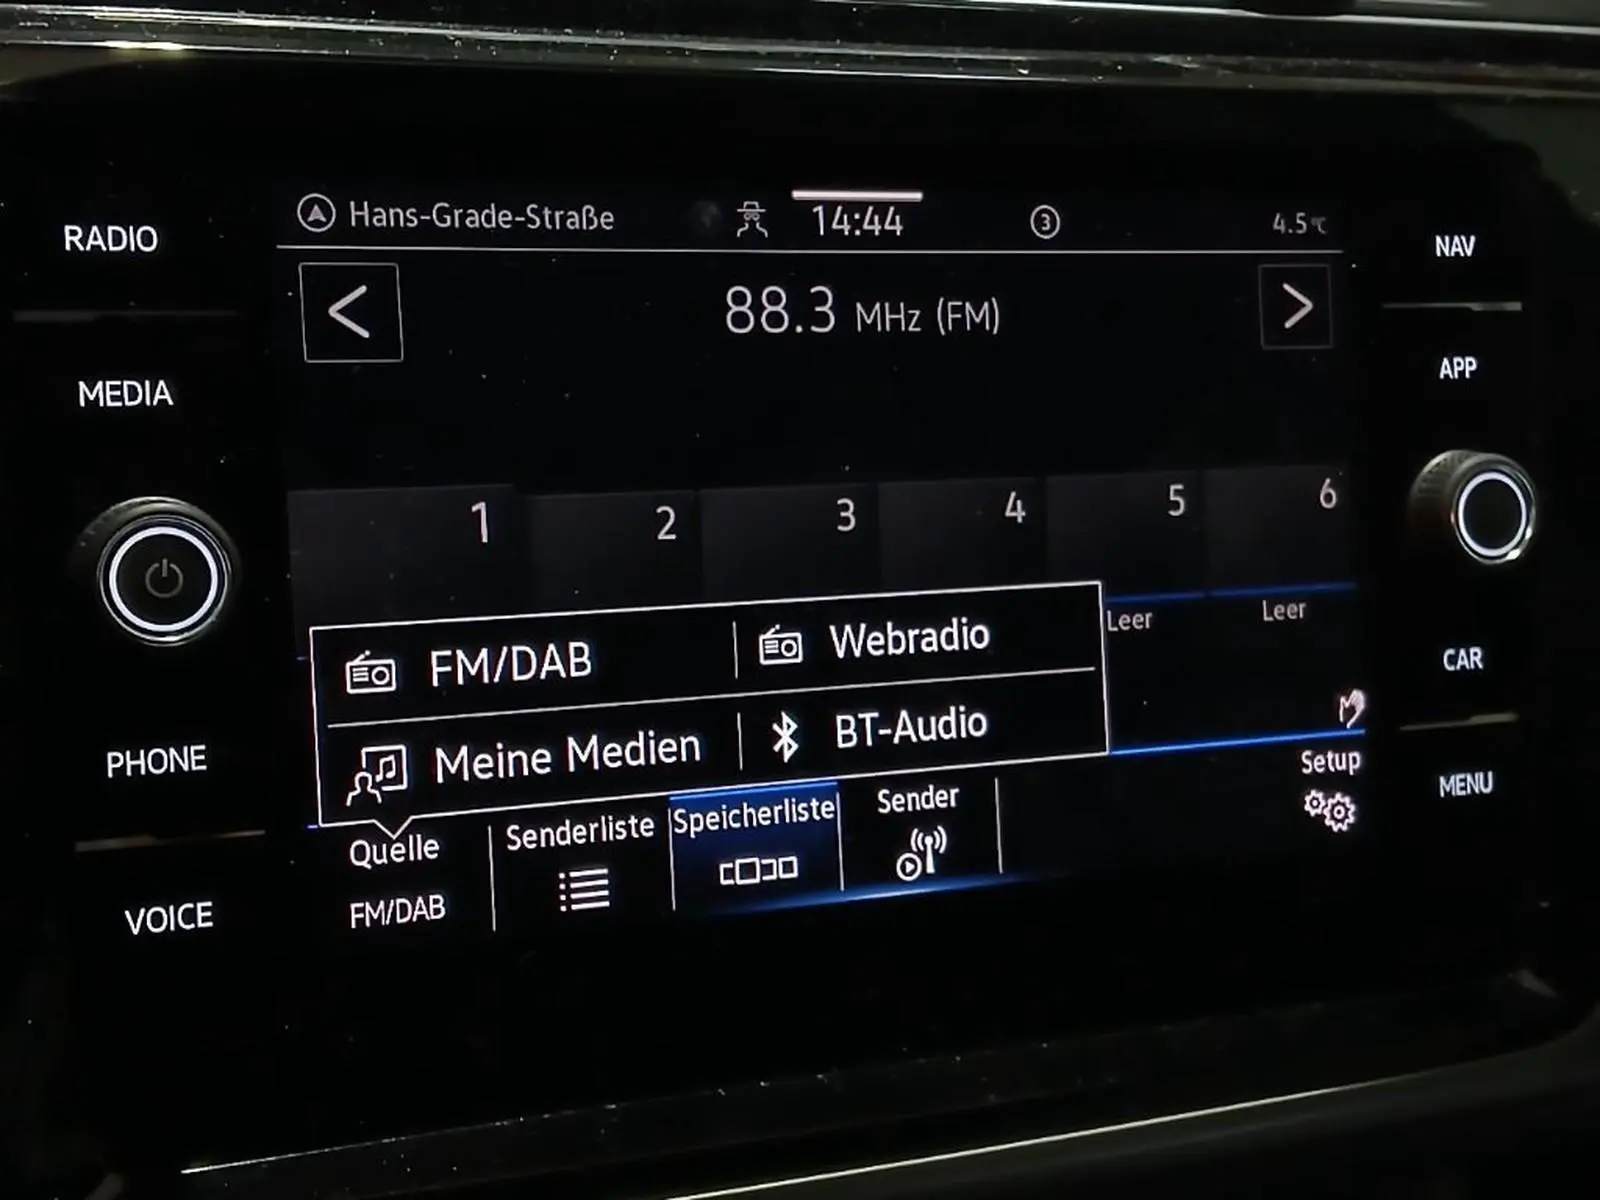 RADIO
MEDIA
PHONE
VOICE
Hans-Grade-Straße
14:44
3
4.5°C
88.3 MHz (FM)
1 2 3 4 5 6
Leer Leer
FM/DAB Webradio
Meine Medien BT-Audio
Quelle
FM/DAB
Senderliste
Speicherliste
Sender
Setup
NAV
APP
CAR
MENU